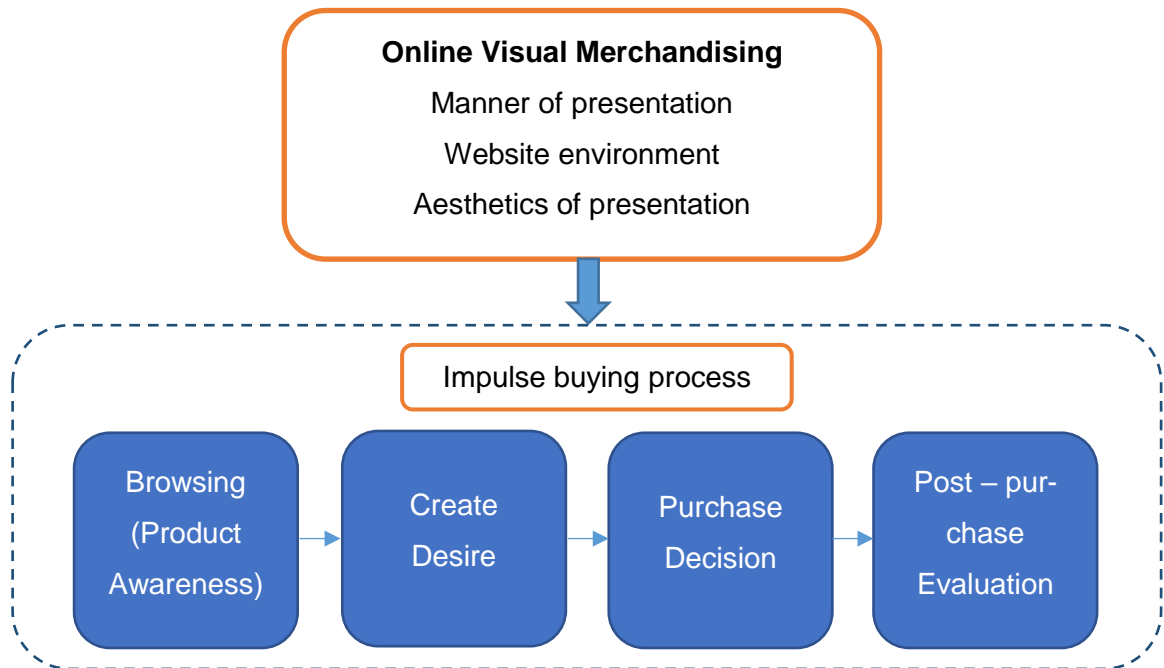 Online Visual Merchandising
Manner of presentation
Website environment
Aesthetics of presentation
Impulse buying process
Browsing
(Product
Awareness)
Create
Desire
Purchase
Decision
Post – pur-
chase
Evaluation